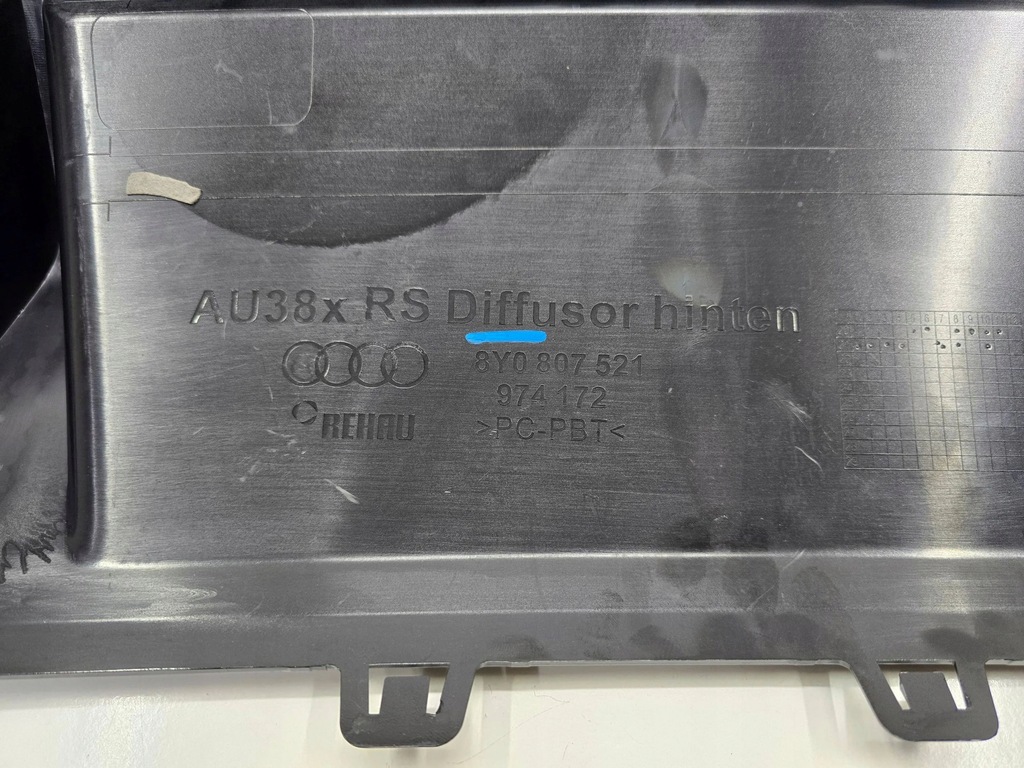 AU38x RS Diffusor hinten
8Y0 807 521
974 172
REHAU
>PC-PBT<